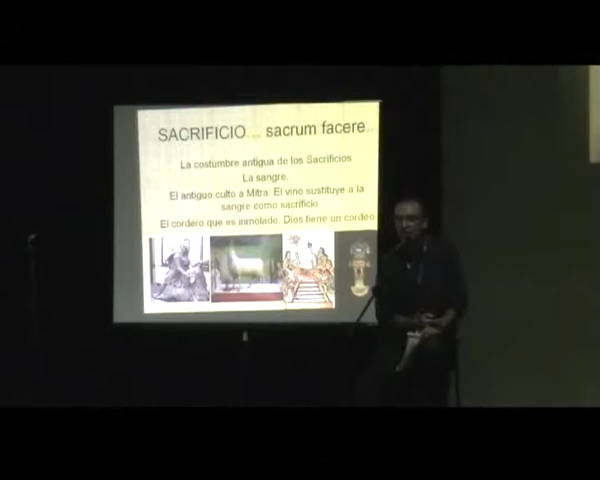 SACRIFICIO.... sacrum facere..
La costumbre antigua de los Sacrificios
La sangre.
El antiguo culto a Mitra: El vino sustituye a la
sangre como sacrificio
El cordero que es inmolado. Dios tiene un cordeo